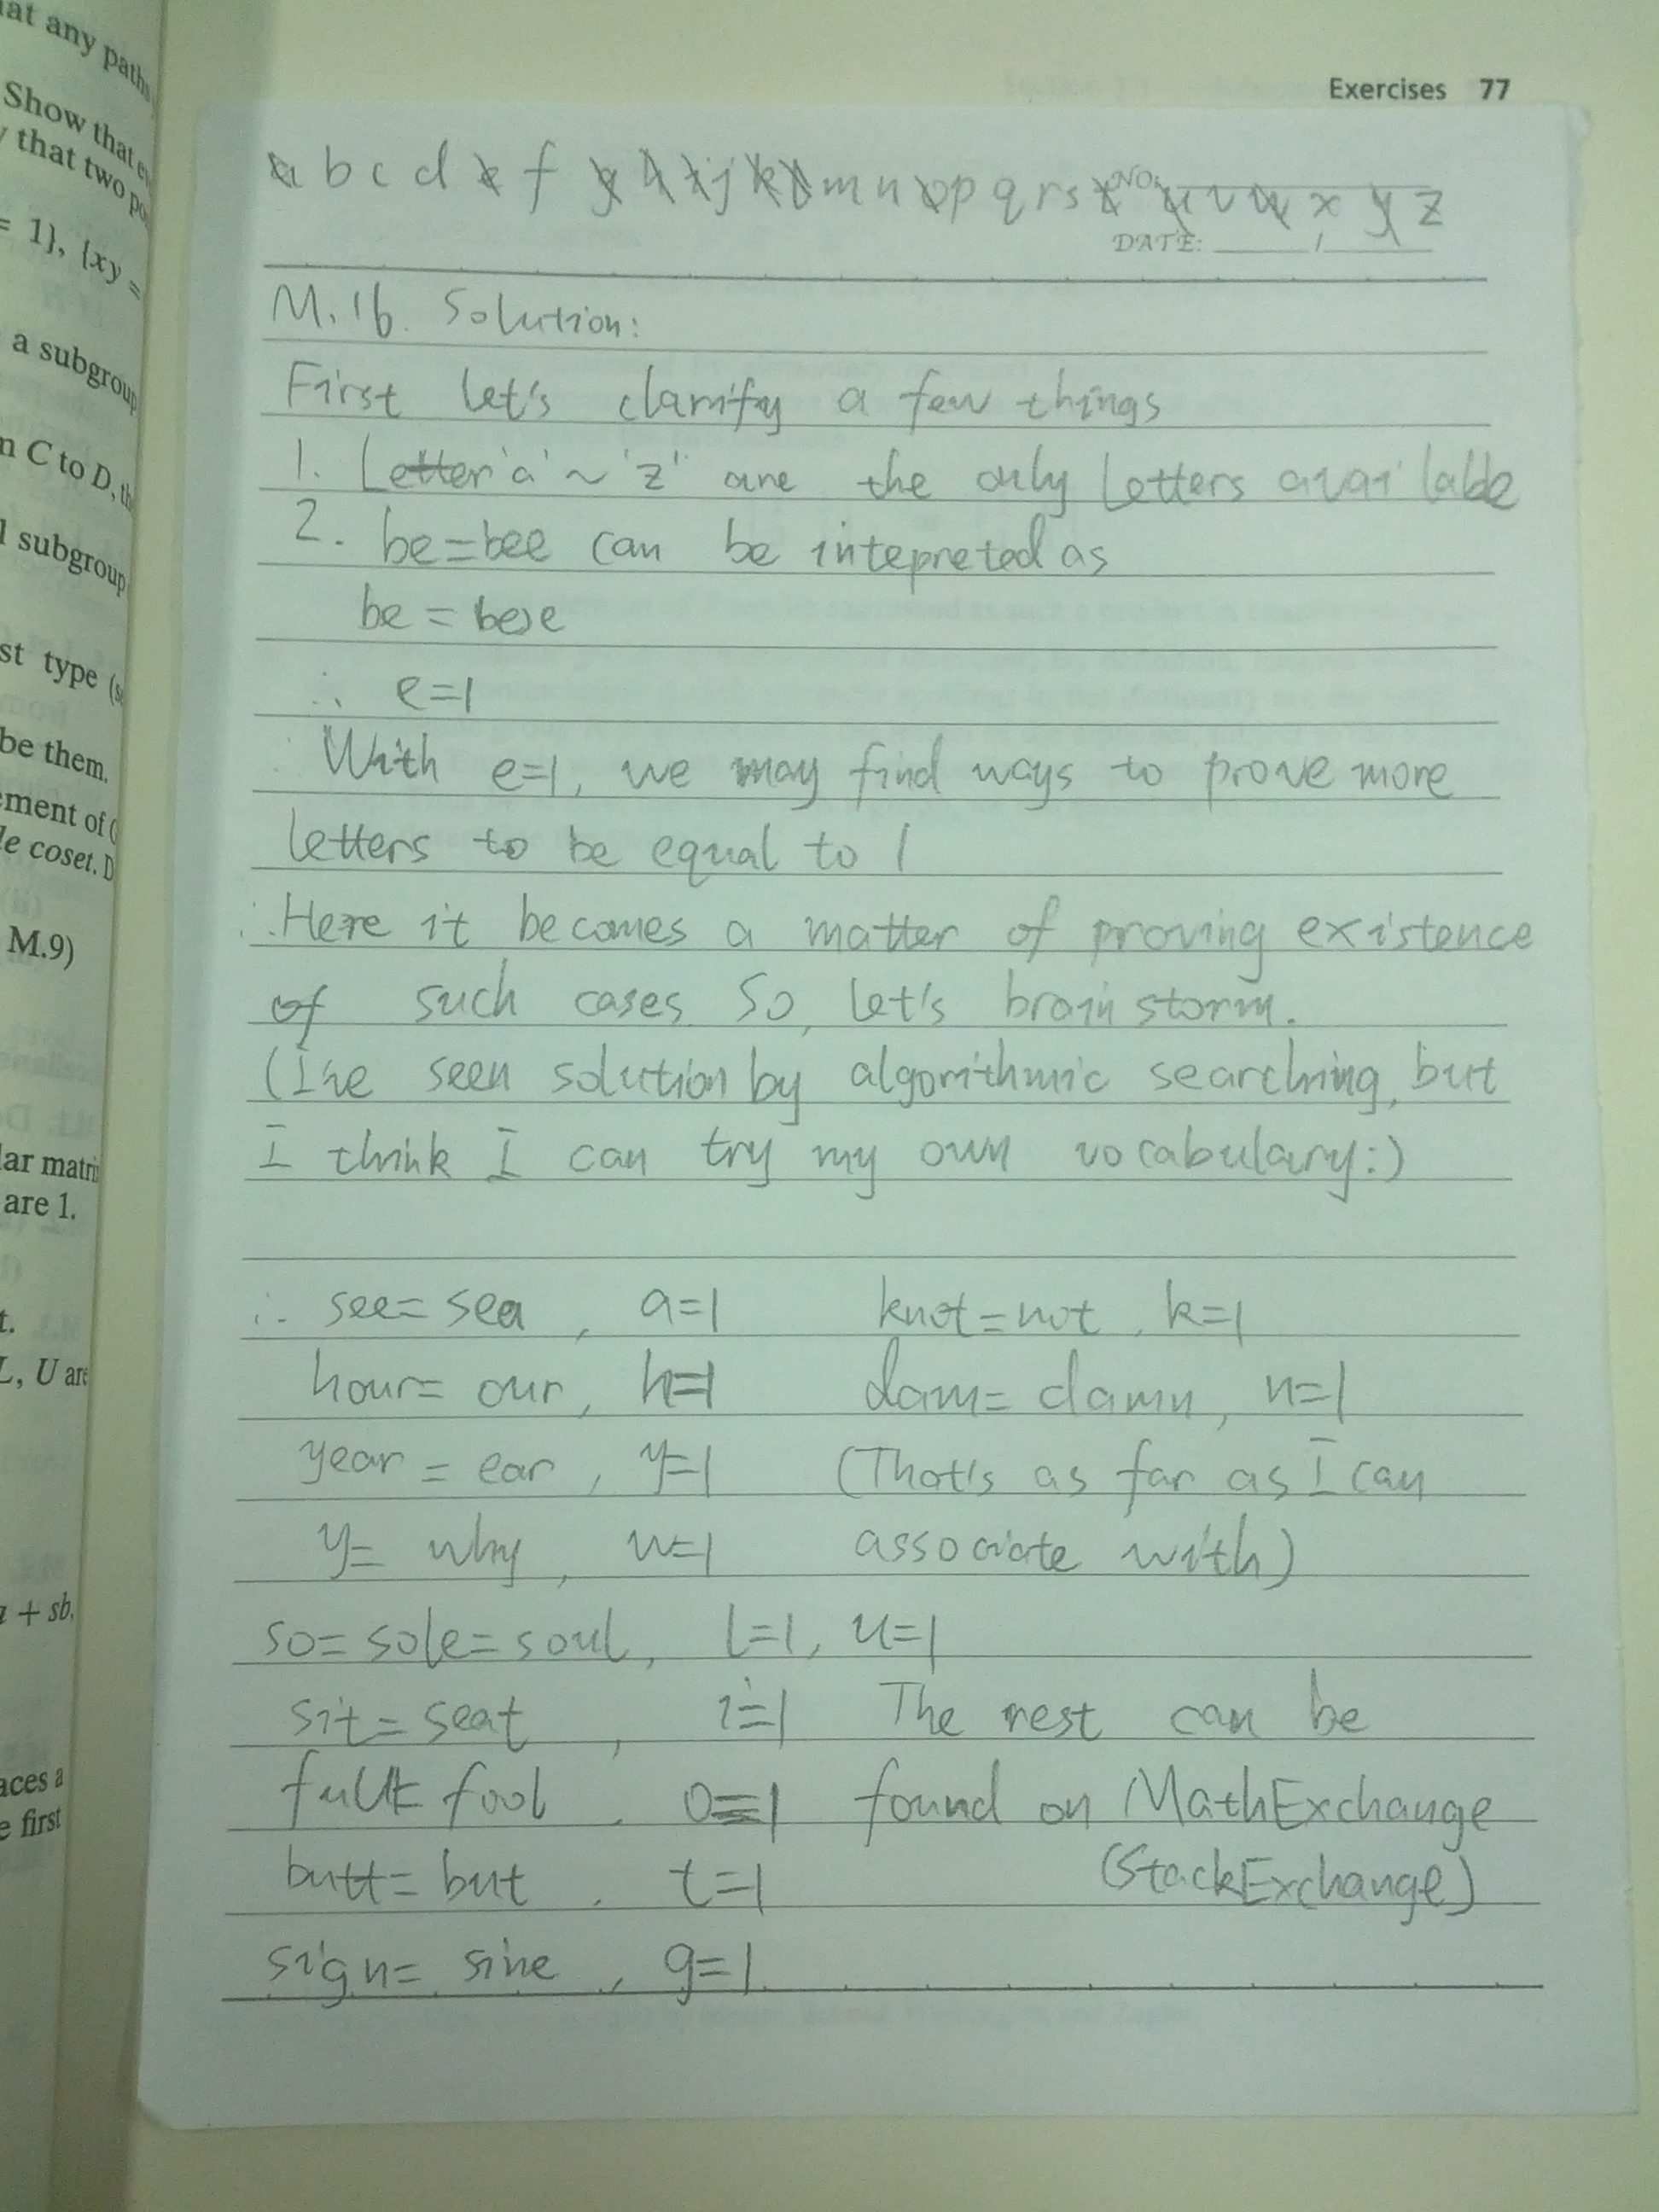 at any path
Show that
that two po
= 1}, {xy =
a subgroup
n C to D, th
l subgroup
st type (s
be them.
ement of G
le coset. D
M.9)
lar matri
are 1.
t.
L, U are
+ sb.
aces a
e first
Exercises 77
a b c d e f g h i j k l m n o p q r s t u v w x y z
NO.
DATE: /
M.16. Solution:
First let's clarify a few things
1. Letter 'a' ~ 'z' are the only letters available
2. be=bee can be intepreted as
be = be·e
∴ e=1
With e=1, we may find ways to prove more
letters to be equal to 1
∴ Here it becomes a matter of proving existence
of such cases. So, let's brainstorm.
(I've seen solution by algorithmic searching, but
I think I can try my own vocabulary:)
∴ see= sea, a=1 knot=not, k=1
hour= our, h=1 dam= damn, n=1
year = ear, y=1 (That's as far as I can
y= why, w=1 associate with)
so= sole= soul, l=1, u=1
sit= seat, i=1 The rest can be
full= fool, o=1 found on MathExchange
butt= but, t=1 (StackExchange)
sign= sine, g=1.